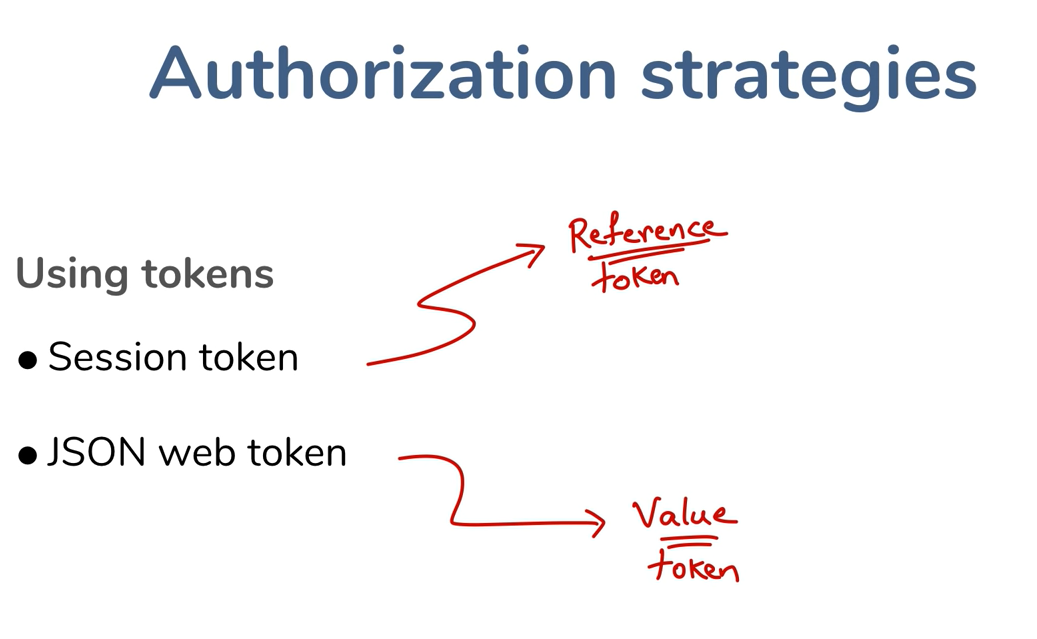 Authorization strategies
Reference
token
Using tokens
● Session token
● JSON web token
Value
token